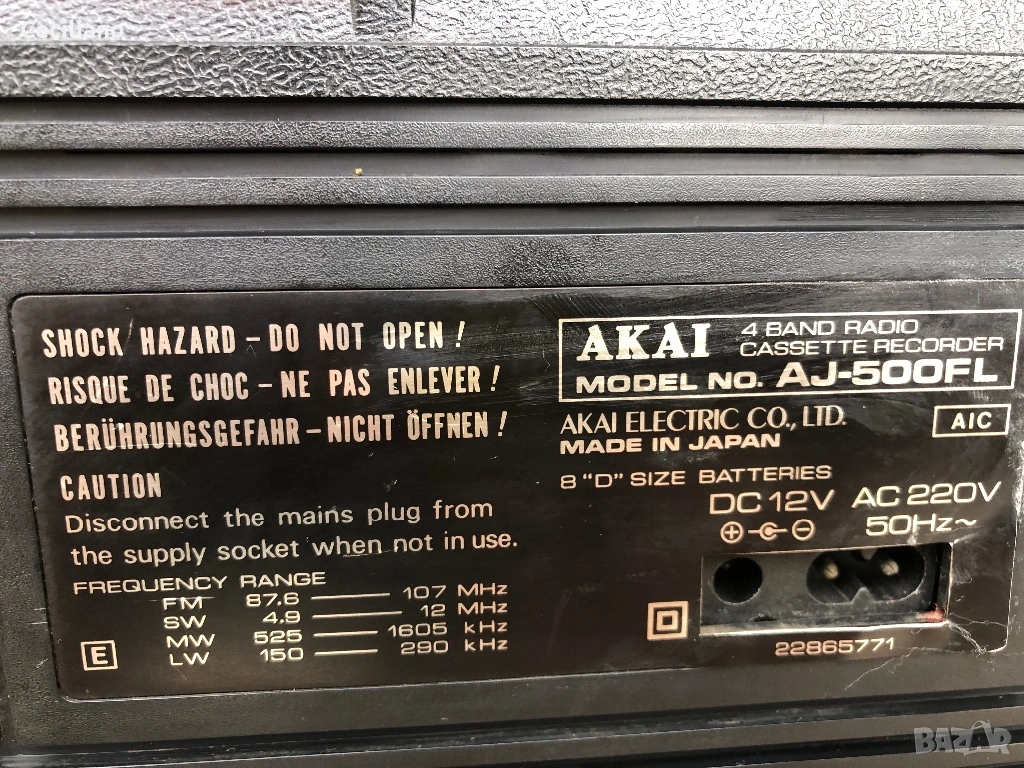 SHOCK HAZARD – DO NOT OPEN !
RISQUE DE CHOC – NE PAS ENLEVER !
BERÜHRUNGSGEFAHR – NICHT ÖFFNEN !
CAUTION
Disconnect the mains plug from
the supply socket when not in use.
FREQUENCY RANGE
FM 87.6 — 107 MHz
SW 4.9 — 12 MHz
MW 525 — 1605 kHz
LW 150 — 290 kHz
E
AKAI
4 BAND RADIO
CASSETTE RECORDER
MODEL NO. AJ-500FL
AKAI ELECTRIC CO., LTD.
MADE IN JAPAN
AIC
8 "D" SIZE BATTERIES
DC 12V
AC 220V
50Hz~
22865771
BAZAR